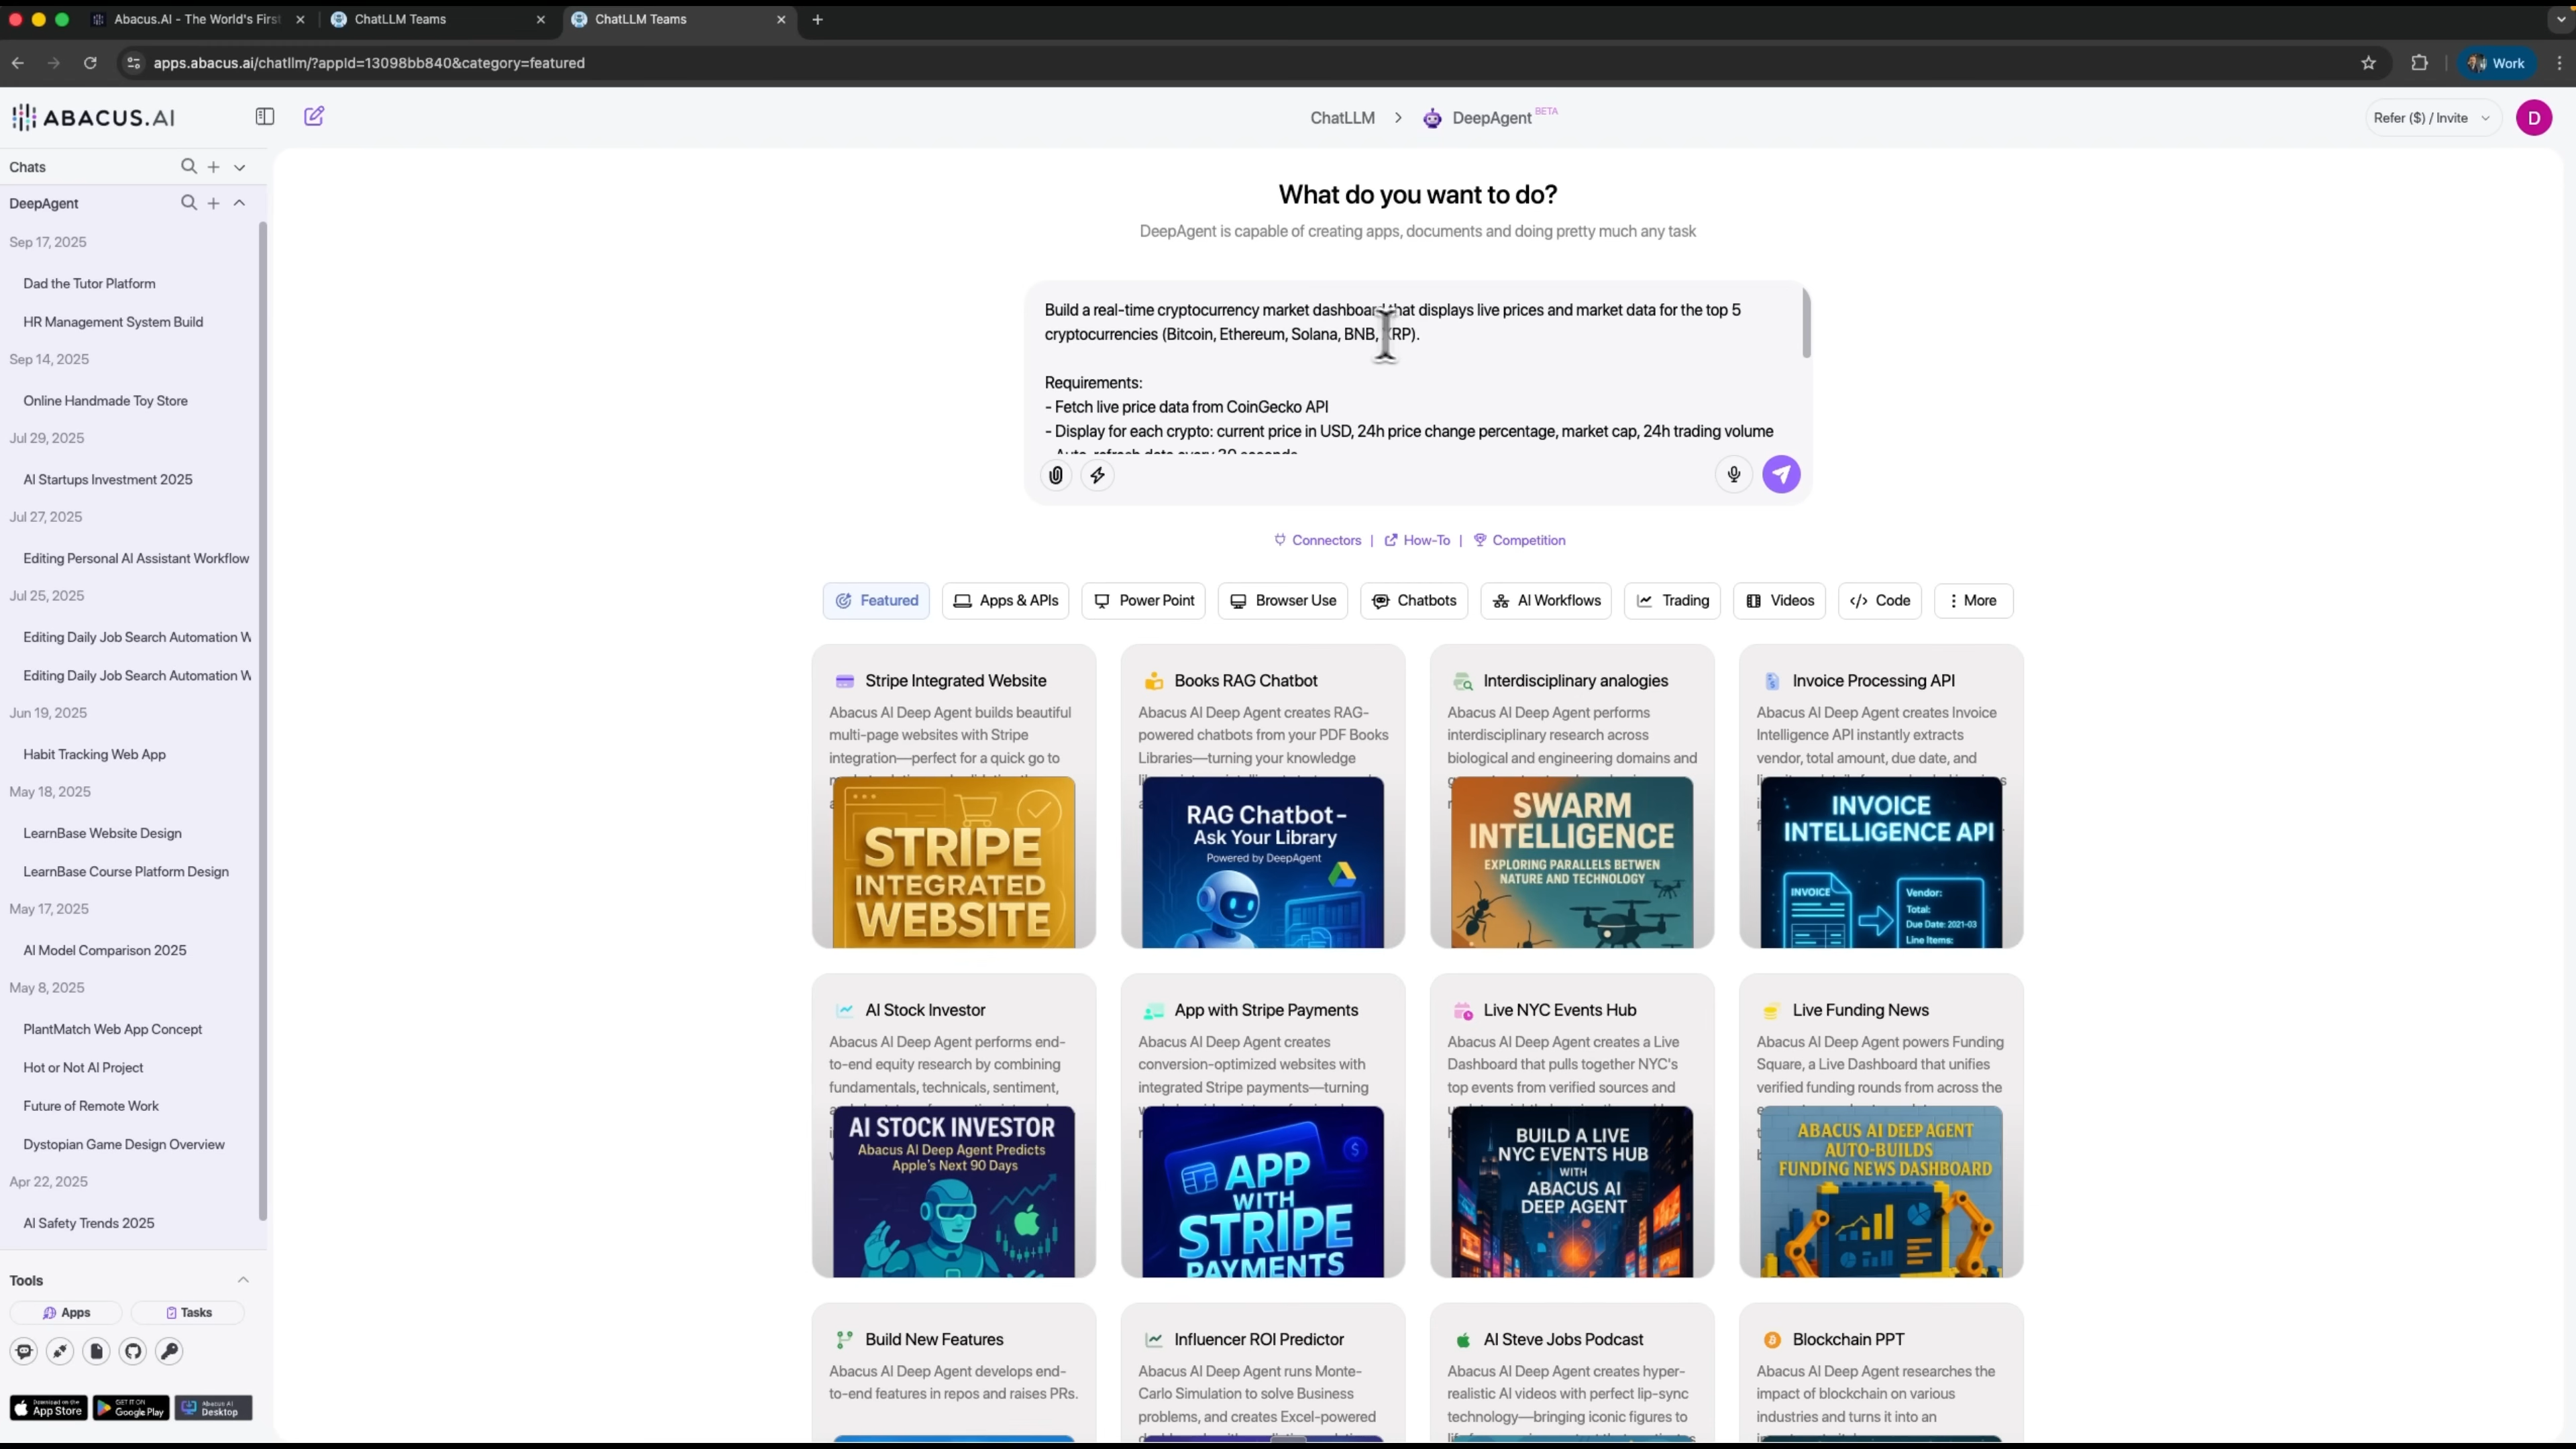 Abacus.AI - The World's First
ChatLLM Teams
ChatLLM Teams
apps.abacus.ai/chatllm/?appId=13098bb840&category=featured
Work
ABACUS.AI
ChatLLM
DeepAgent BETA
Refer ($) / Invite
D
Chats
DeepAgent
Sep 17, 2025
Dad the Tutor Platform
HR Management System Build
Sep 14, 2025
Online Handmade Toy Store
Jul 29, 2025
AI Startups Investment 2025
Jul 27, 2025
Editing Personal AI Assistant Workflow
Jul 25, 2025
Editing Daily Job Search Automation W
Editing Daily Job Search Automation W
Jun 19, 2025
Habit Tracking Web App
May 18, 2025
LearnBase Website Design
LearnBase Course Platform Design
May 17, 2025
AI Model Comparison 2025
May 8, 2025
PlantMatch Web App Concept
Hot or Not AI Project
Future of Remote Work
Dystopian Game Design Overview
Apr 22, 2025
AI Safety Trends 2025
Tools
Apps
Tasks
Download on the
App Store
GET IT ON
Google Play
Abacus AI
Desktop
What do you want to do?
DeepAgent is capable of creating apps, documents and doing pretty much any task
Build a real-time cryptocurrency market dashboard that displays live prices and market data for the top 5
cryptocurrencies (Bitcoin, Ethereum, Solana, BNB, XRP).
Requirements:
- Fetch live price data from CoinGecko API
- Display for each crypto: current price in USD, 24h price change percentage, market cap, 24h trading volume
- Auto-refresh data every 30 seconds
Connectors | How-To | Competition
Featured
Apps & APIs
Power Point
Browser Use
Chatbots
AI Workflows
Trading
Videos
Code
More
Stripe Integrated Website
Abacus AI Deep Agent builds beautiful
multi-page websites with Stripe
integration—perfect for a quick go to
STRIPE
INTEGRATED
WEBSITE
Books RAG Chatbot
Abacus AI Deep Agent creates RAG-
powered chatbots from your PDF Books
Libraries—turning your knowledge
RAG Chatbot -
Ask Your Library
Powered by DeepAgent
Interdisciplinary analogies
Abacus AI Deep Agent performs
interdisciplinary research across
biological and engineering domains and
SWARM
INTELLIGENCE
EXPLORING PARALLELS BETWEN
NATURE AND TECHNOLOGY
Invoice Processing API
Abacus AI Deep Agent creates Invoice
Intelligence API instantly extracts
vendor, total amount, due date, and
INVOICE
INTELLIGENCE API
INVOICE
Vendor:
Total:
Due Date: 2021-03
Line Items:
AI Stock Investor
Abacus AI Deep Agent performs end-
to-end equity research by combining
fundamentals, technicals, sentiment,
AI STOCK INVESTOR
Abacus AI Deep Agent Predicts
Apple's Next 90 Days
App with Stripe Payments
Abacus AI Deep Agent creates
conversion-optimized websites with
integrated Stripe payments—turning
APP
WITH
STRIPE
PAYMENTS
Live NYC Events Hub
Abacus AI Deep Agent creates a Live
Dashboard that pulls together NYC's
top events from verified sources and
BUILD A LIVE
NYC EVENTS HUB
WITH
ABACUS AI
DEEP AGENT
Live Funding News
Abacus AI Deep Agent powers Funding
Square, a Live Dashboard that unifies
verified funding rounds from across the
ABACUS AI DEEP AGENT
AUTO-BUILDS
FUNDING NEWS DASHBOARD
Build New Features
Abacus AI Deep Agent develops end-
to-end features in repos and raises PRs.
Influencer ROI Predictor
Abacus AI Deep Agent runs Monte-
Carlo Simulation to solve Business
problems, and creates Excel-powered
AI Steve Jobs Podcast
Abacus AI Deep Agent creates hyper-
realistic AI videos with perfect lip-sync
technology—bringing iconic figures to
Blockchain PPT
Abacus AI Deep Agent researches the
impact of blockchain on various
industries and turns it into an